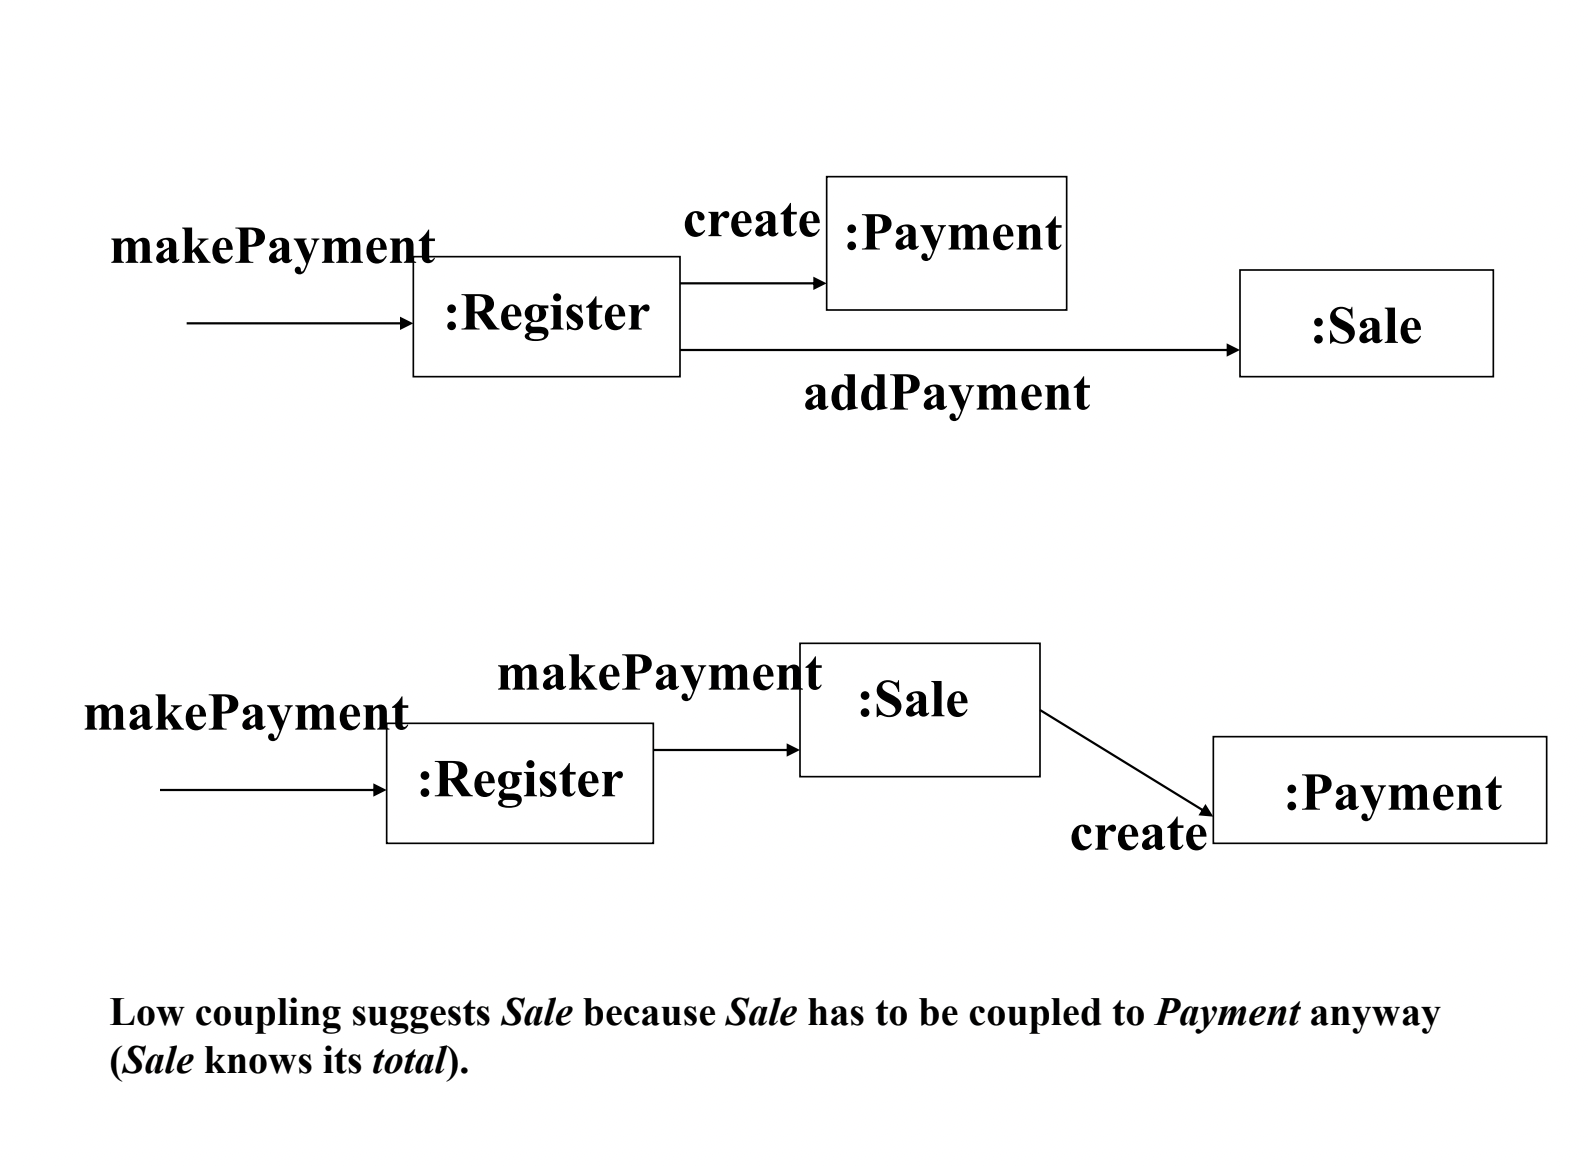 create
:Payment
makePayment
:Register
:Sale
addPayment
makePayment
:Sale
makePayment
:Register
:Payment
create
Low coupling suggests Sale because Sale has to be coupled to Payment anyway
(Sale knows its total).